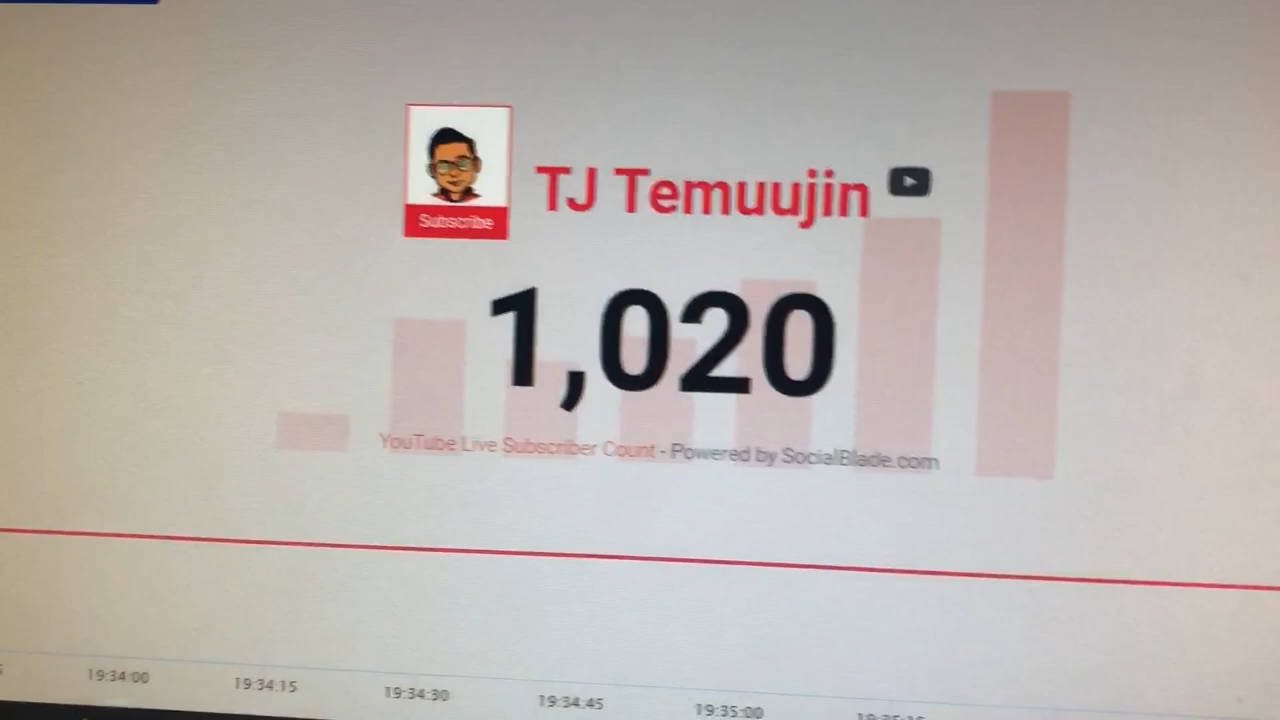 TJ Temuujin
Subscribe
1,020
YouTube Live Subscriber Count - Powered by SocialBlade.com
19:34:00 19:34:15 19:34:30 19:34:45 19:35:00